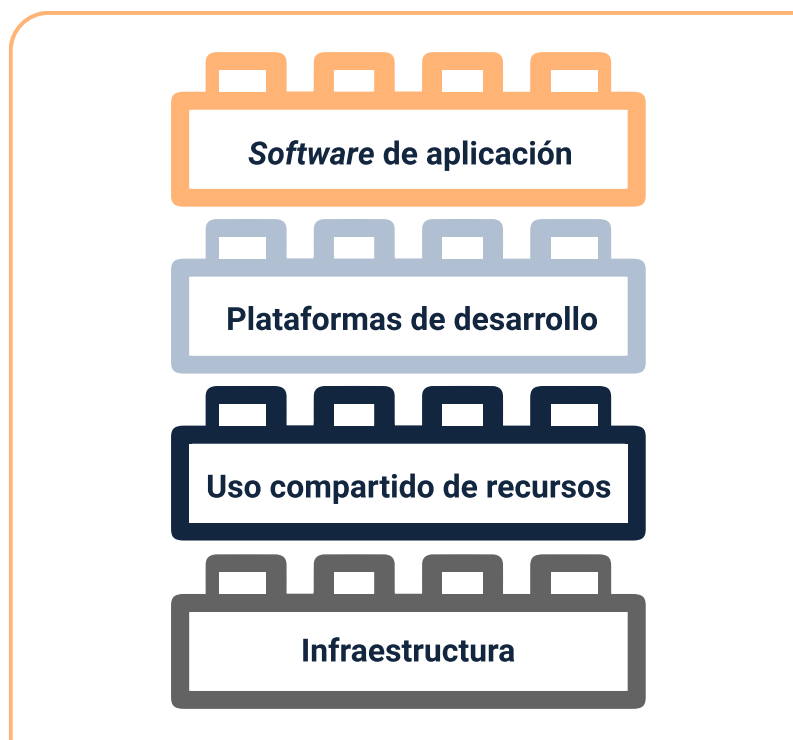 Software de aplicación
Plataformas de desarrollo
Uso compartido de recursos
Infraestructura